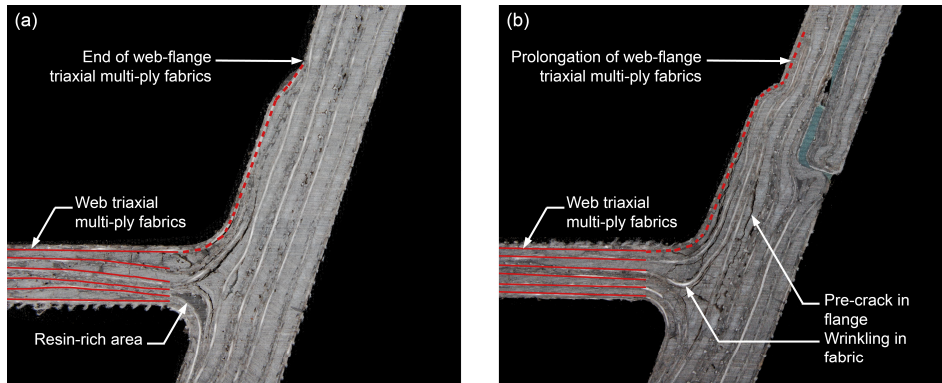 (a)
End of web-flange
triaxial multi-ply fabrics
Web triaxial
multi-ply fabrics
Resin-rich area
(b)
Prolongation of web-flange
triaxial multi-ply fabrics
Web triaxial
multi-ply fabrics
Pre-crack in
flange
Wrinkling in
fabric